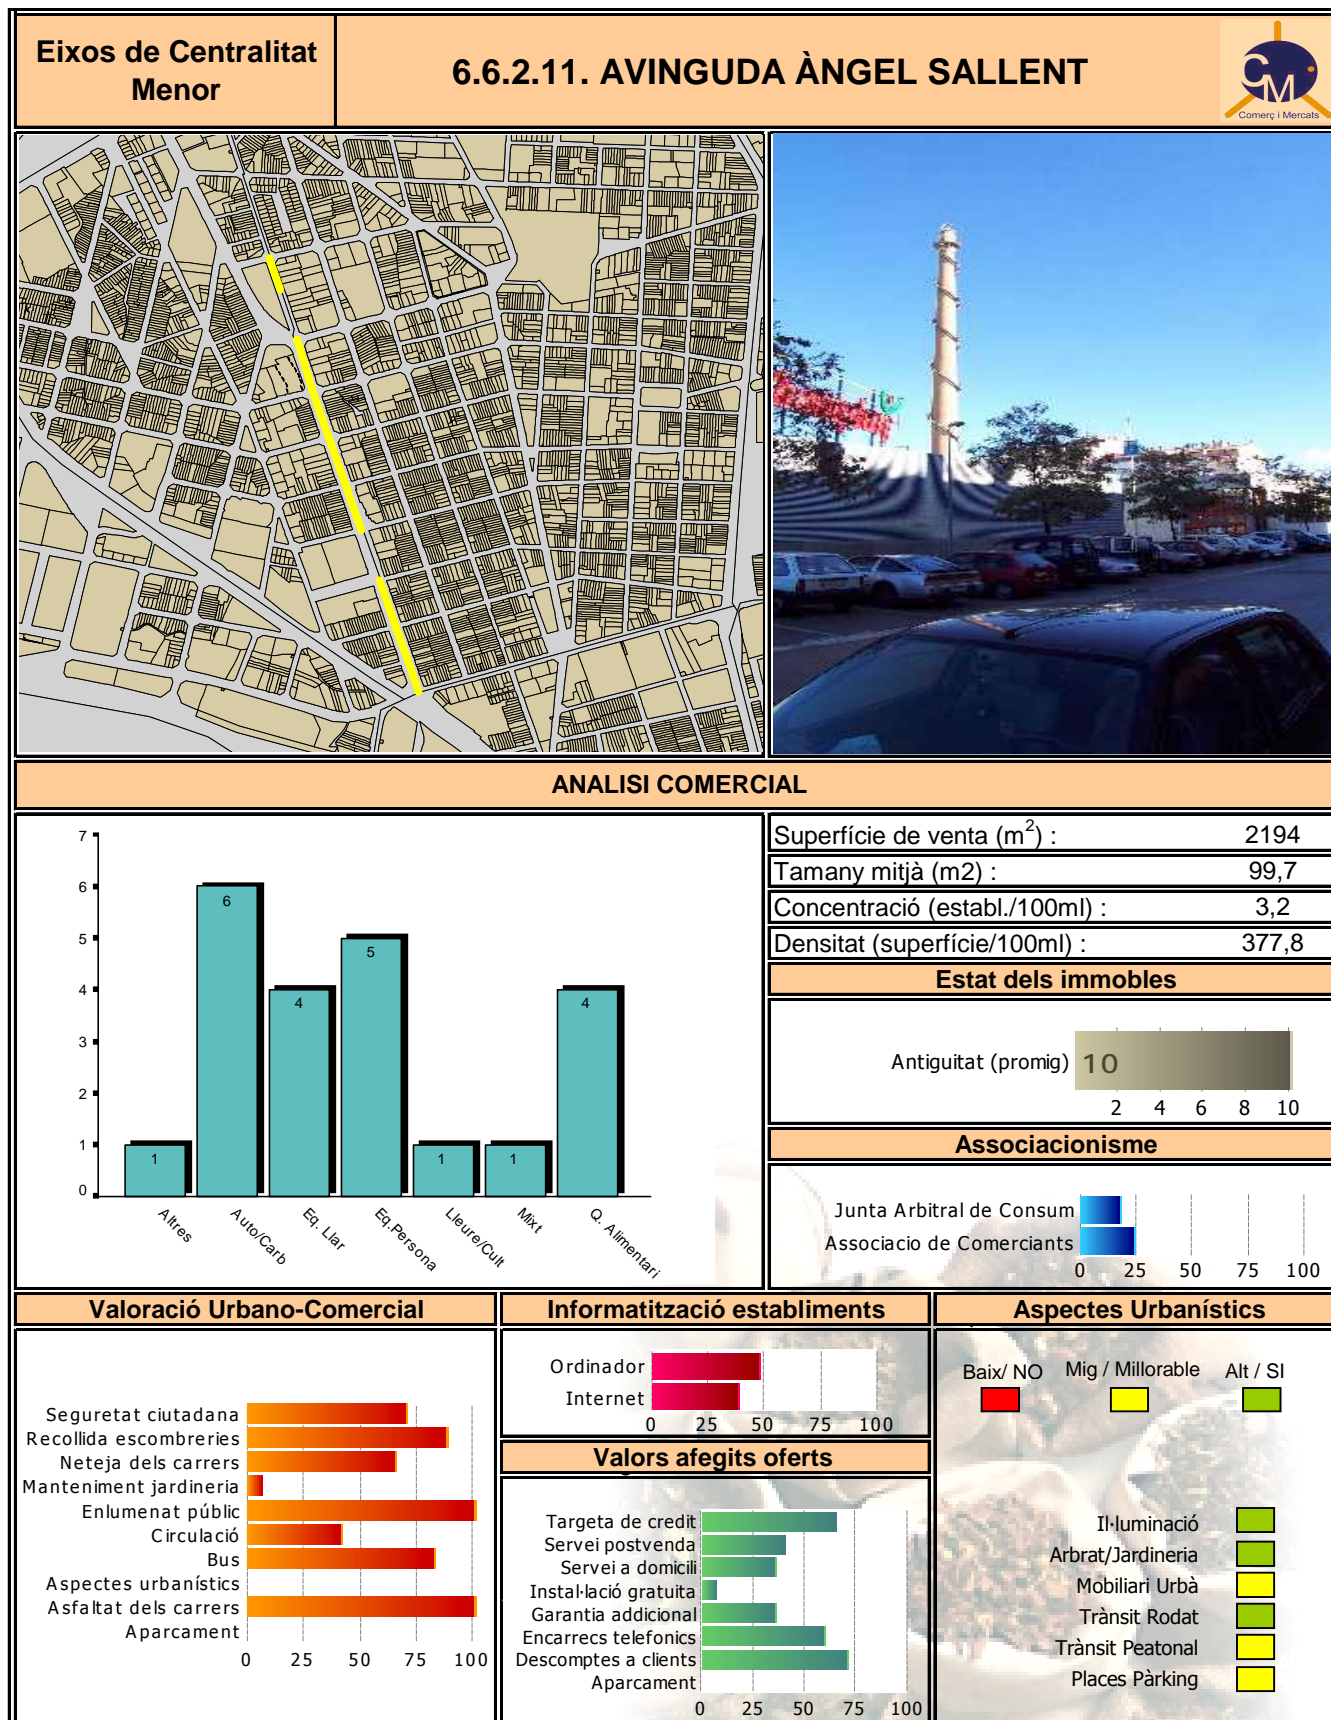 Eixos de Centralitat
Menor
6.6.2.11. AVINGUDA ÀNGEL SALLENT
CM
Comerç i Mercats
ANALISI COMERCIAL
7
6
5
4
3
2
1
0
1
6
4
5
1
1
4
Altres
Auto/Carb
Eq. Llar
Eq.Persona
Lleure/Cult
Mixt
Q. Alimentari
Superfície de venta (m2) : 2194
Tamany mitjà (m2) : 99,7
Concentració (establ./100ml) : 3,2
Densitat (superfície/100ml) : 377,8
Estat dels immobles
Antiguitat (promig) 10
2 4 6 8 10
Associacionisme
Junta Arbitral de Consum
Associacio de Comerciants
0 25 50 75 100
Valoració Urbano-Comercial
Seguretat ciutadana
Recollida escombreries
Neteja dels carrers
Manteniment jardineria
Enlumenat públic
Circulació
Bus
Aspectes urbanístics
Asfaltat dels carrers
Aparcament
0 25 50 75 100
Informatització establiments
Ordinador
Internet
0 25 50 75 100
Valors afegits oferts
Targeta de credit
Servei postvenda
Servei a domicili
Instal·lació gratuita
Garantia addicional
Encarrecs telefonics
Descomptes a clients
Aparcament
0 25 50 75 100
Aspectes Urbanístics
Baix/ NO Mig / Millorable Alt / SI
Il·luminació
Arbrat/Jardineria
Mobiliari Urbà
Trànsit Rodat
Trànsit Peatonal
Places Pàrking